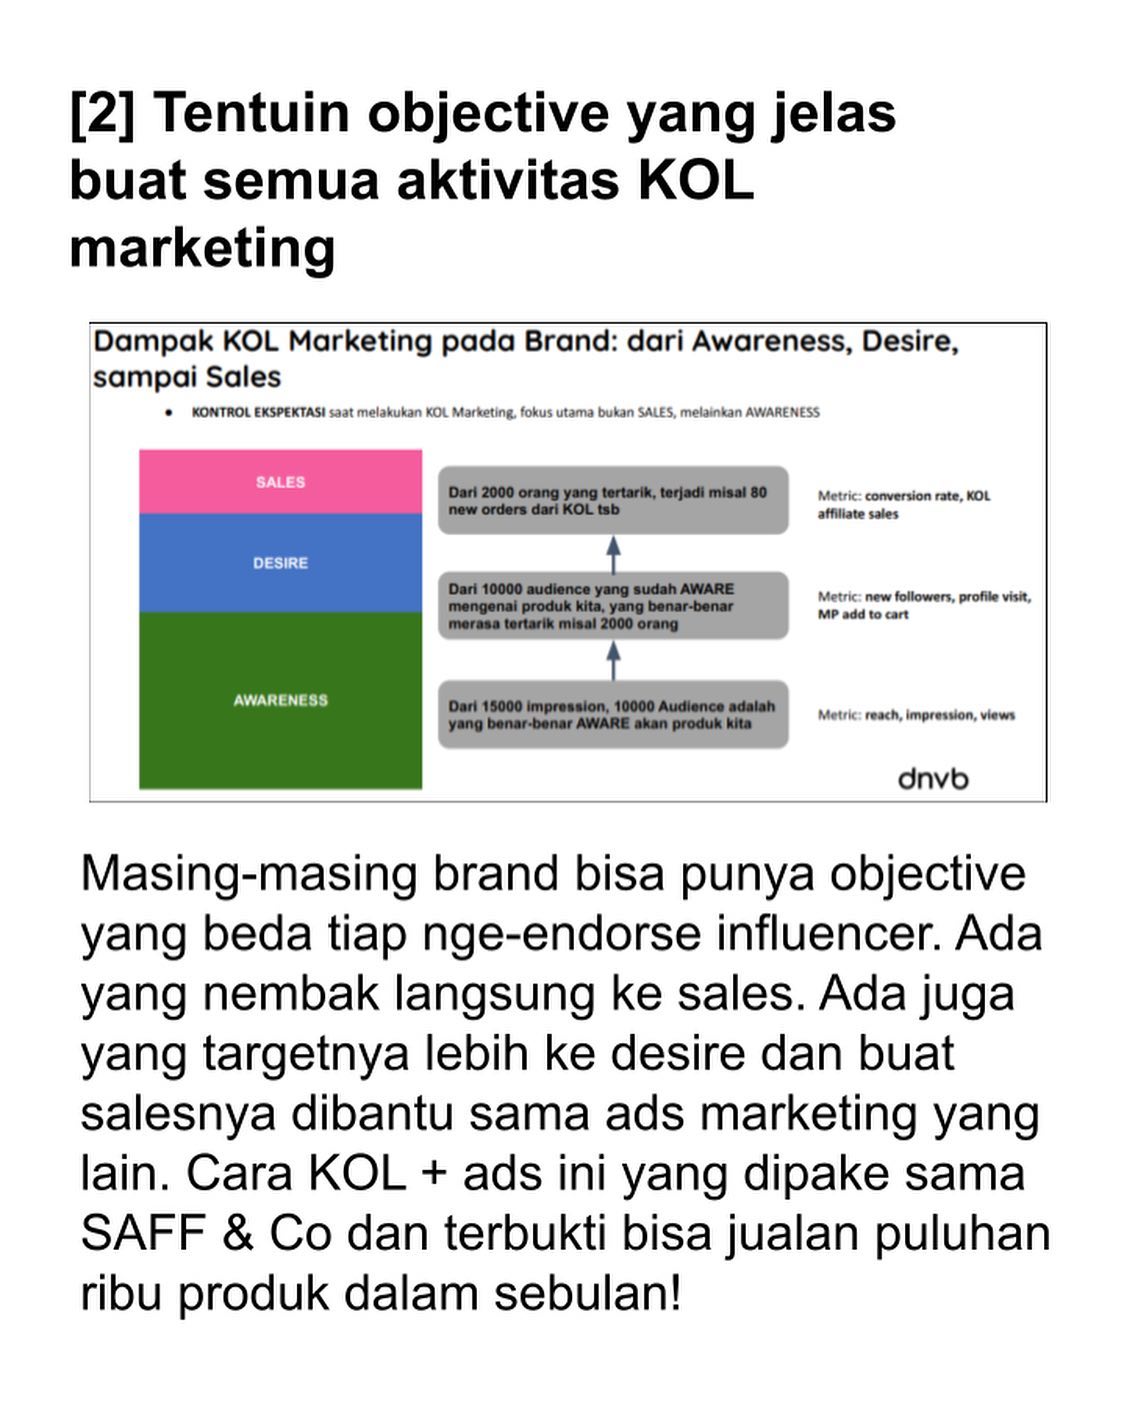 [2] Tentuin objective yang jelas
buat semua aktivitas KOL
marketing
Dampak KOL Marketing pada Brand: dari Awareness, Desire,
sampai Sales
• KONTROL EKSPEKTASI saat melakukan KOL Marketing, fokus utama bukan SALES, melainkan AWARENESS
SALES
Dari 2000 orang yang tertarik, terjadi misal 80
new orders dari KOL tsb
Metric: conversion rate, KOL
affiliate sales
DESIRE
Dari 10000 audience yang sudah AWARE
mengenai produk kita, yang benar-benar
merasa tertarik misal 2000 orang
Metric: new followers, profile visit,
MP add to cart
AWARENESS
Dari 15000 impression, 10000 Audience adalah
yang benar-benar AWARE akan produk kita
Metric: reach, impression, views
dnvb
Masing-masing brand bisa punya objective
yang beda tiap nge-endorse influencer. Ada
yang nembak langsung ke sales. Ada juga
yang targetnya lebih ke desire dan buat
salesnya dibantu sama ads marketing yang
lain. Cara KOL + ads ini yang dipake sama
SAFF & Co dan terbukti bisa jualan puluhan
ribu produk dalam sebulan!